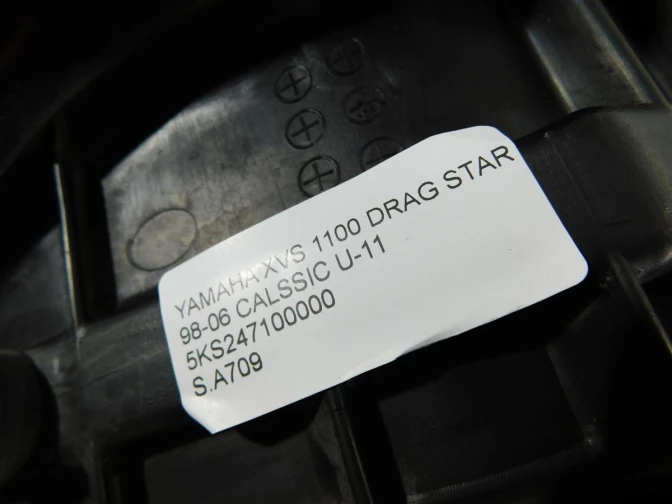 YAMAHA XVS 1100 DRAG STAR
98-06 CALSSIC U-11
5KS247100000
S.A709